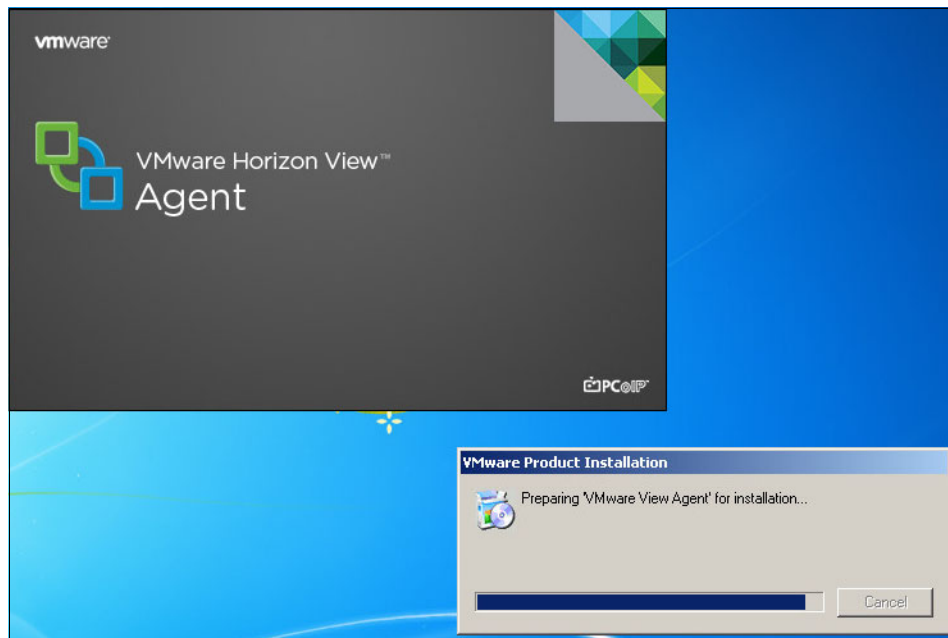 vmware®
VMware Horizon View™
Agent
PCoIP®
VMware Product Installation
Preparing 'VMware View Agent' for installation...
Cancel